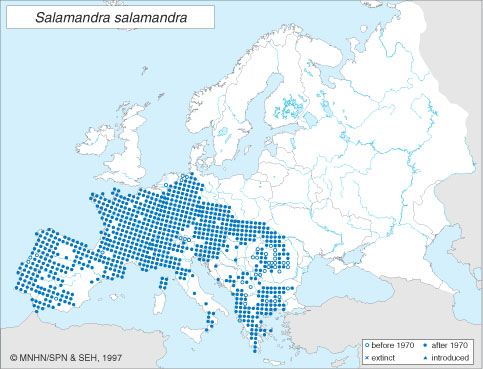 Salamandra salamandra
before 1970 after 1970
extinct introduced
© MNHN/SPN & SEH, 1997